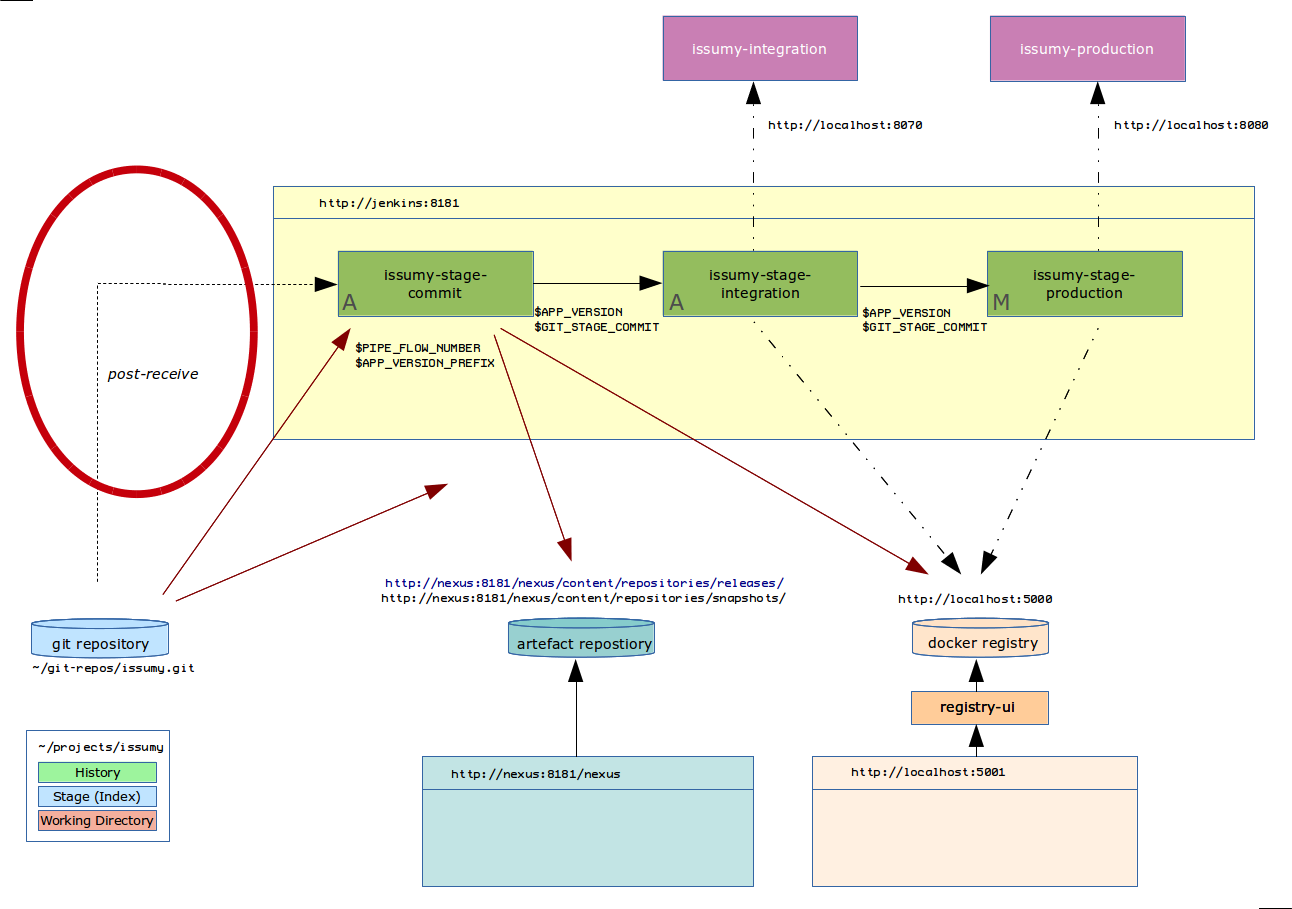 issumy-integration
issumy-production
http://localhost:8070
http://localhost:8080
http://jenkins:8181
issumy-stage-
commit
A
issumy-stage-
integration
A
issumy-stage-
production
M
$APP_VERSION
$GIT_STAGE_COMMIT
$APP_VERSION
$GIT_STAGE_COMMIT
$PIPE_FLOW_NUMBER
$APP_VERSION_PREFIX
post-receive
http://nexus:8181/nexus/content/repositories/releases/
http://nexus:8181/nexus/content/repositories/snapshots/
http://localhost:5000
git repository
~/git-repos/issumy.git
artefact repostiory
docker registry
registry-ui
~/projects/issumy
History
Stage (Index)
Working Directory
http://nexus:8181/nexus
http://localhost:5001